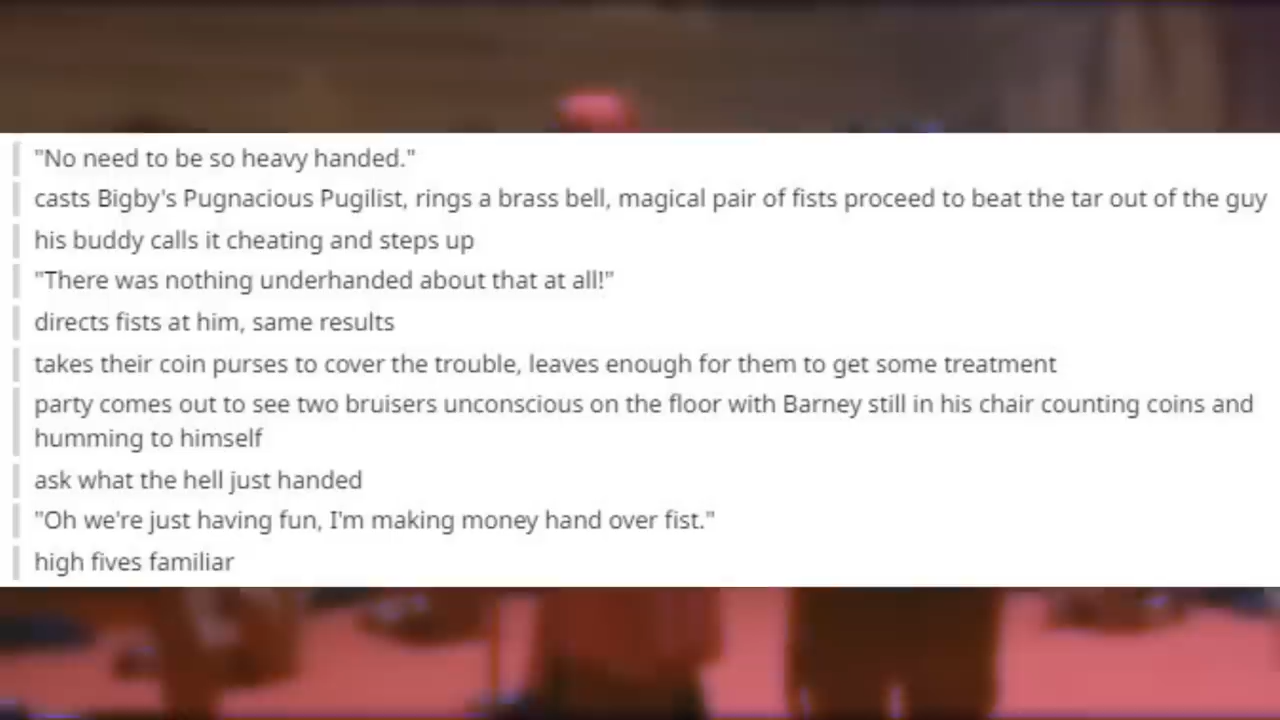 "No need to be so heavy handed."
casts Bigby's Pugnacious Pugilist, rings a brass bell, magical pair of fists proceed to beat the tar out of the guy
his buddy calls it cheating and steps up
"There was nothing underhanded about that at all!"
directs fists at him, same results
takes their coin purses to cover the trouble, leaves enough for them to get some treatment
party comes out to see two bruisers unconscious on the floor with Barney still in his chair counting coins and
humming to himself
ask what the hell just handed
"Oh we're just having fun, I'm making money hand over fist."
high fives familiar